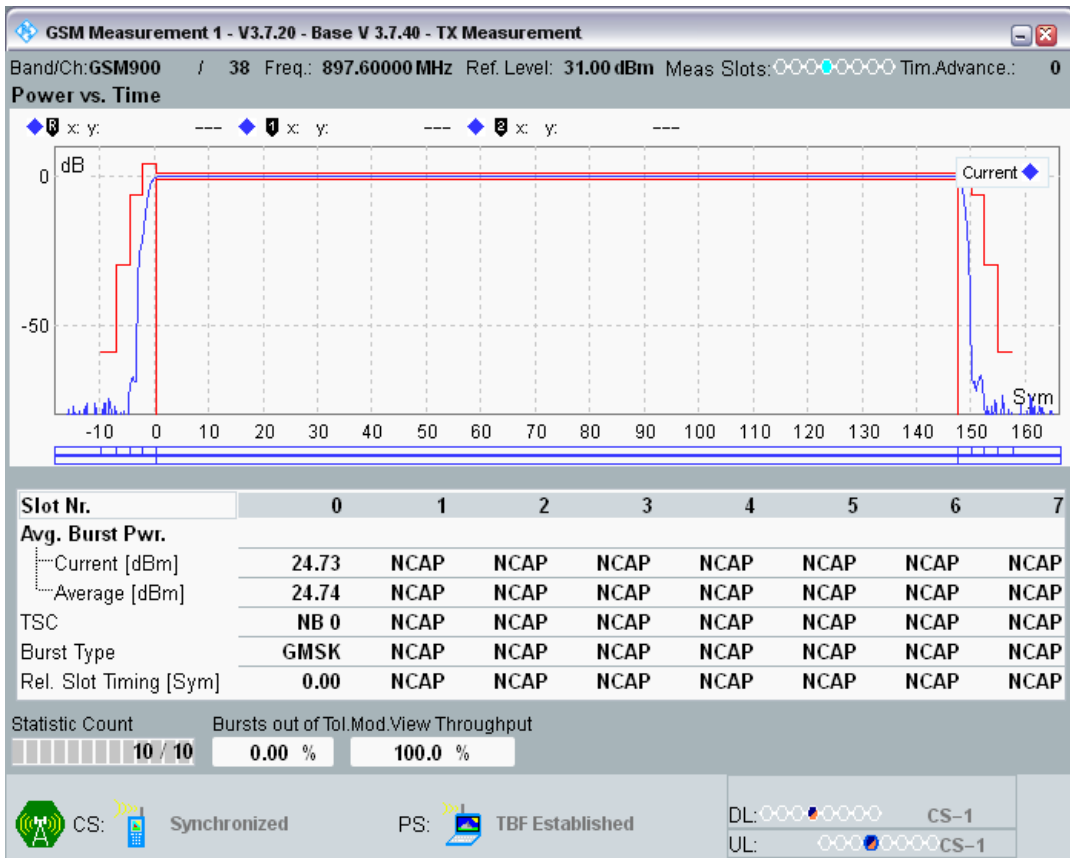 GSM Measurement 1 - V3.7.20 - Base V 3.7.40 - TX Measurement
Band/Ch:GSM900 / 38 Freq.: 897.60000 MHz Ref. Level: 31.00 dBm Meas Slots: Tim.Advance.: 0
Power vs. Time
R x: y: --- 1 x: y: --- 2 x: y: ---
dB
Current
0
-50
Sym
-10 0 10 20 30 40 50 60 70 80 90 100 110 120 130 140 150 160
Slot Nr. 0 1 2 3 4 5 6 7
Avg. Burst Pwr.
Current [dBm] 24.73 NCAP NCAP NCAP NCAP NCAP NCAP NCAP
Average [dBm] 24.74 NCAP NCAP NCAP NCAP NCAP NCAP NCAP
TSC NB 0 NCAP NCAP NCAP NCAP NCAP NCAP NCAP
Burst Type GMSK NCAP NCAP NCAP NCAP NCAP NCAP NCAP
Rel. Slot Timing [Sym] 0.00 NCAP NCAP NCAP NCAP NCAP NCAP NCAP
Statistic Count Bursts out of Tol.Mod.View Throughput
10 / 10 0.00 % 100.0 %
CS: Synchronized PS: TBF Established
DL: CS-1
UL: CS-1